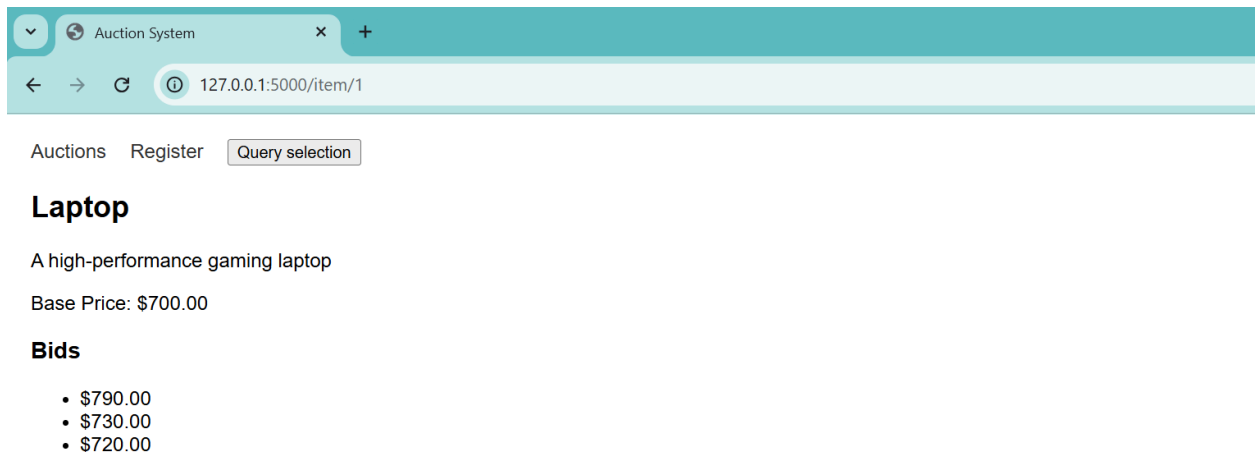 Auction System
127.0.0.1:5000/item/1
Auctions Register Query selection
Laptop
A high-performance gaming laptop
Base Price: $700.00
Bids
• $790.00
• $730.00
• $720.00